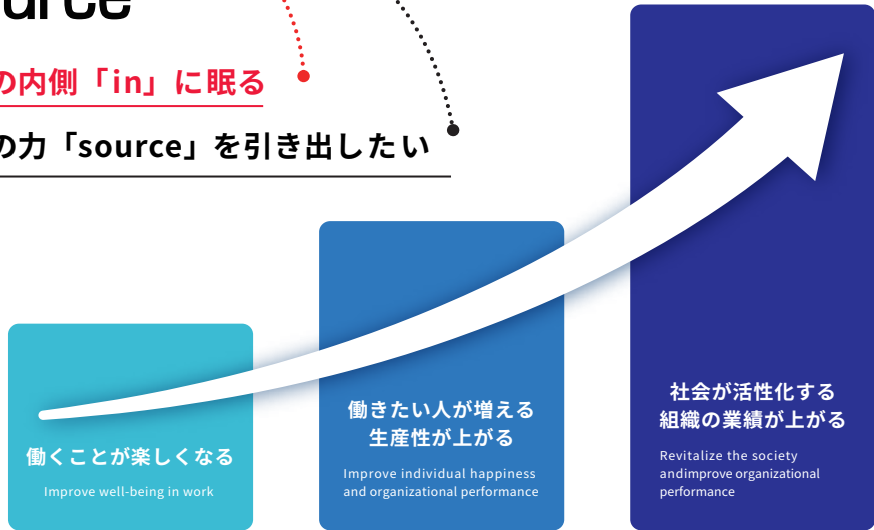 の内側「in」に眠る
の力「source」を引き出したい
働くことが楽しくなる
Improve well-being in work
働きたい人が増える
生産性が上がる
Improve individual happiness
and organizational performance
社会が活性化する
組織の業績が上がる
Revitalize the society
andimprove organizational
performance